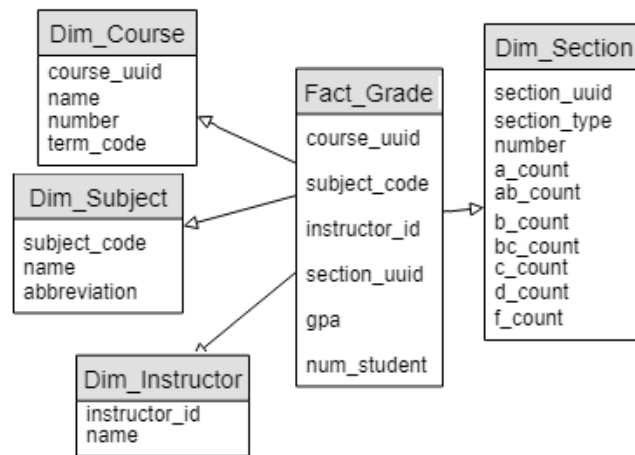 Dim_Course
course_uuid
name
number
term_code
Dim_Subject
subject_code
name
abbreviation
Dim_Instructor
instructor_id
name
Fact_Grade
course_uuid
subject_code
instructor_id
section_uuid
gpa
num_student
Dim_Section
section_uuid
section_type
number
a_count
ab_count
b_count
bc_count
c_count
d_count
f_count